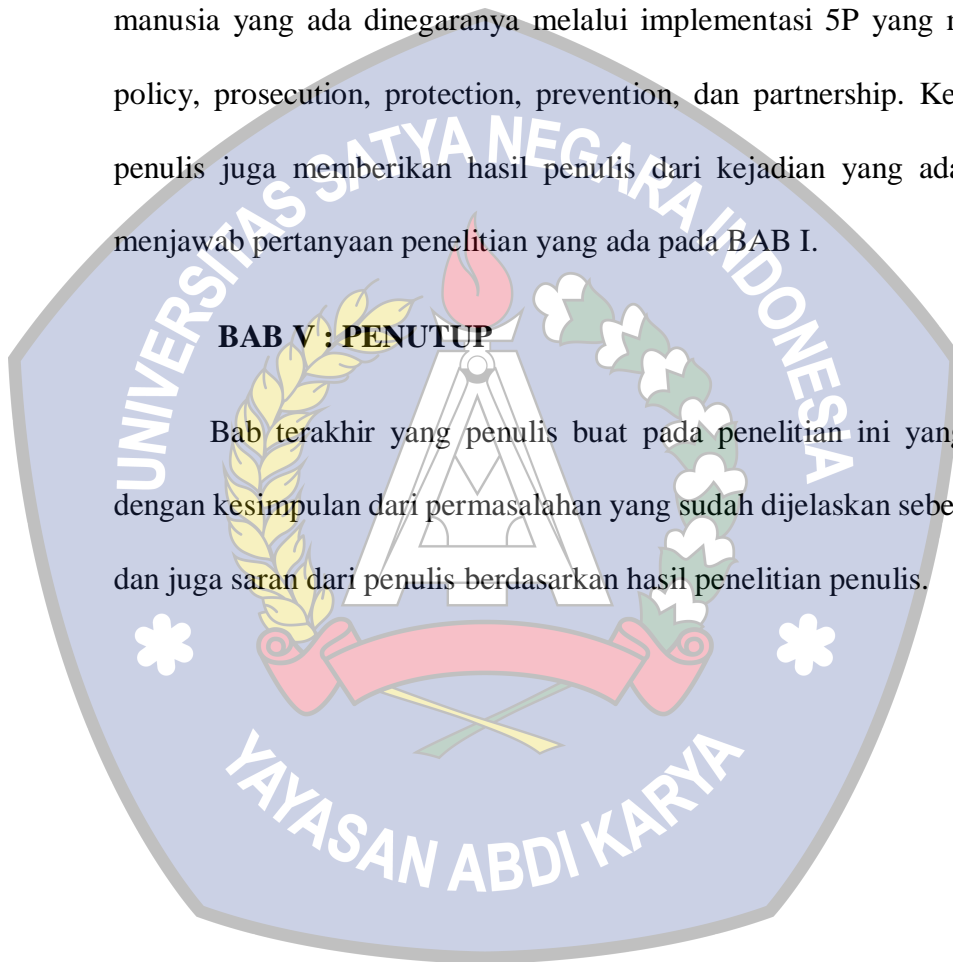 manusia yang ada dinegaranya melalui implementasi 5P yang
policy, prosecution, protection, prevention, dan partnership.
penulis juga memberikan hasil penulis dari kejadian yang
menjawab pertanyaan penelitian yang ada pada BAB I.
BAB V : PENUTUP
Bab terakhir yang penulis buat pada penelitian ini yang
dengan kesimpulan dari permasalahan yang sudah dijelaskan
dan juga saran dari penulis berdasarkan hasil penelitian penulis.
UNIVERSITAS SATYA NEGARA INDONESIA
YAYASAN ABDI KARYA